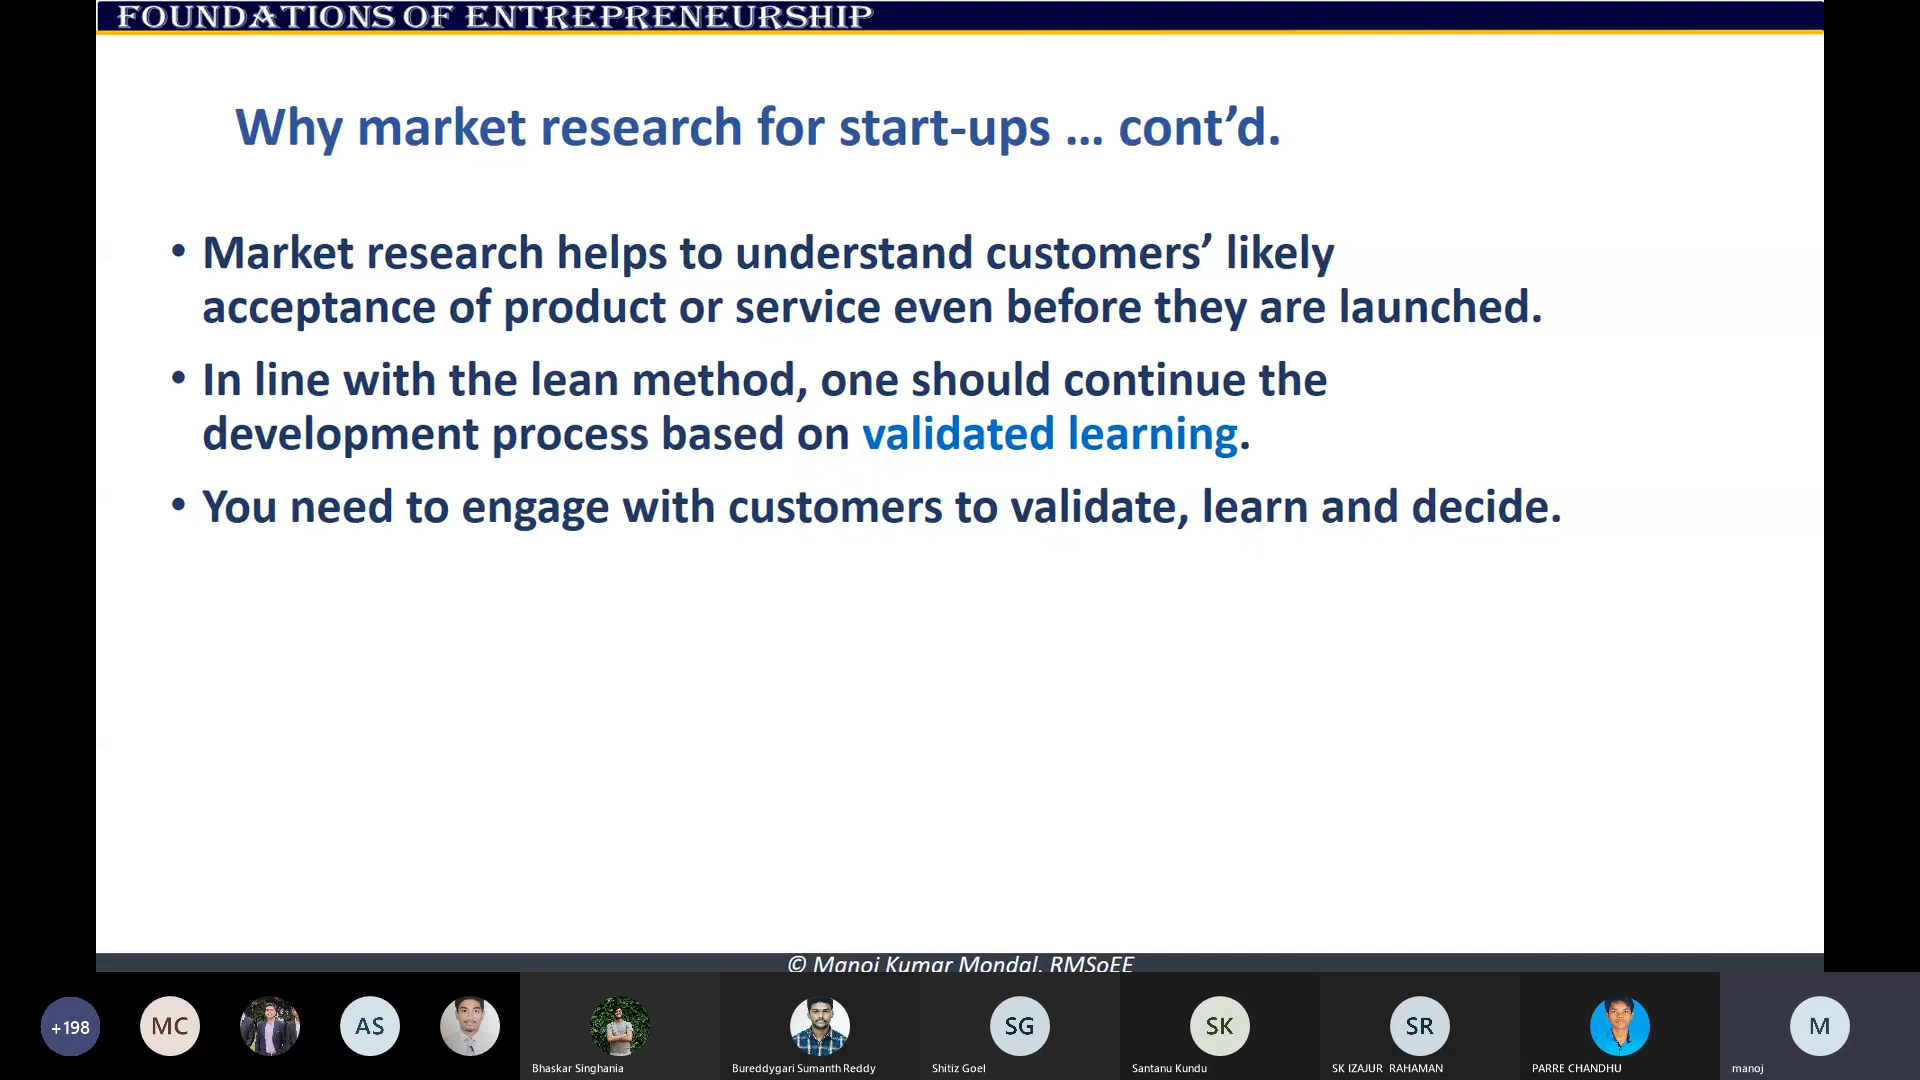 FOUNDATIONS OF ENTREPRENEURSHIP
Why market research for start-ups … cont’d.
• Market research helps to understand customers’ likely
acceptance of product or service even before they are launched.
• In line with the lean method, one should continue the
development process based on validated learning.
• You need to engage with customers to validate, learn and decide.
© Manoj Kumar Mondal, RMSoEE
+198
MC
AS
SG
SK
SR
M
Bhaskar Singhania
Bureddygari Sumanth Reddy
Shitiz Goel
Santanu Kundu
SK IZAJUR RAHAMAN
PARRE CHANDHU
manoj